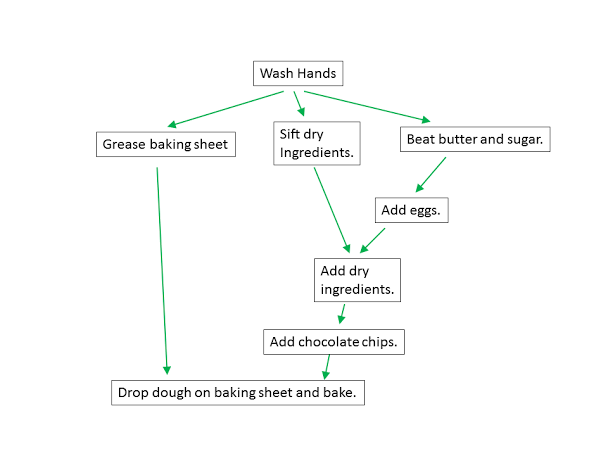 Wash Hands
Grease baking sheet
Sift dry
Ingredients.
Beat butter and sugar.
Add eggs.
Add dry
ingredients.
Add chocolate chips.
Drop dough on baking sheet and bake.